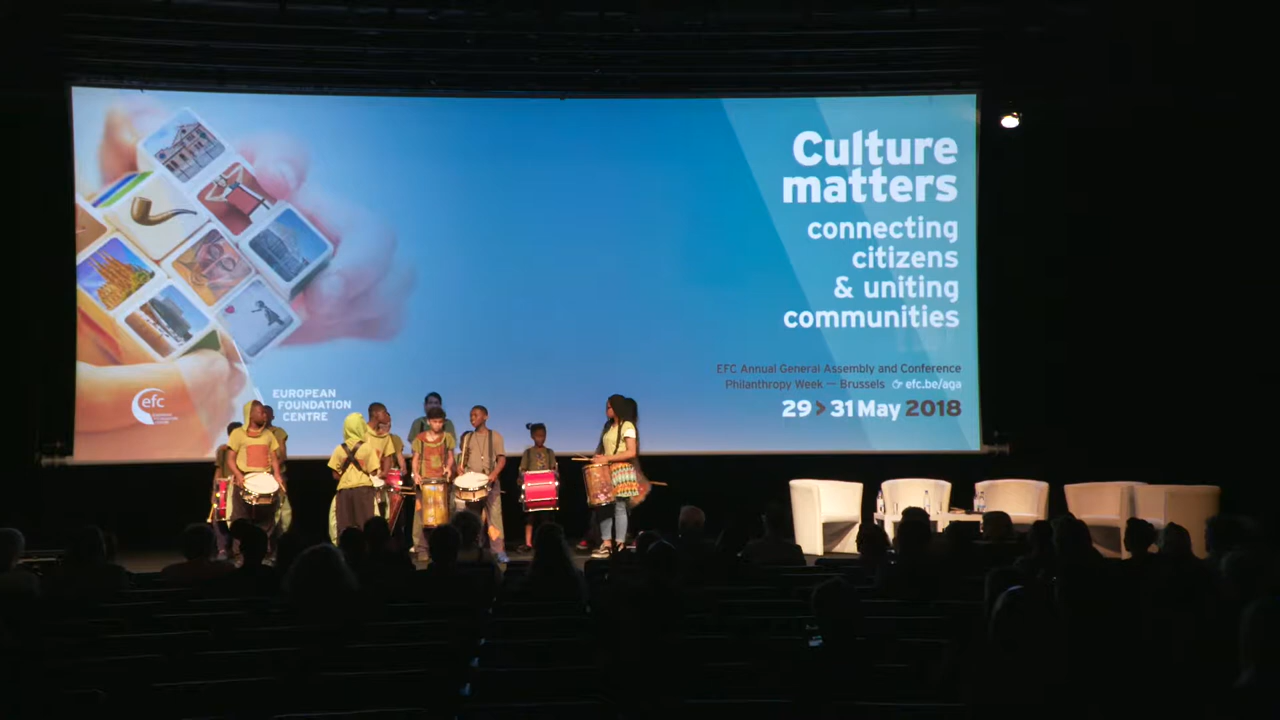 Culture
matters
connecting
citizens
& uniting
communities
EFC Annual General Assembly and Conference
Philanthropy Week — Brussels efc.be/aga
29 > 31 May 2018
efc
EUROPEAN
FOUNDATION
CENTRE